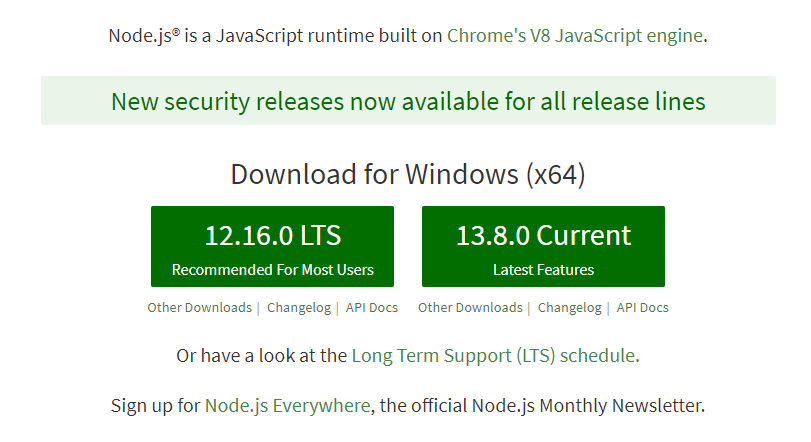 Node.js® is a JavaScript runtime built on Chrome's V8 JavaScript engine.
New security releases now available for all release lines
Download for Windows (x64)
12.16.0 LTS
Recommended For Most Users
13.8.0 Current
Latest Features
Other Downloads | Changelog | API Docs
Other Downloads | Changelog | API Docs
Or have a look at the Long Term Support (LTS) schedule.
Sign up for Node.js Everywhere, the official Node.js Monthly Newsletter.